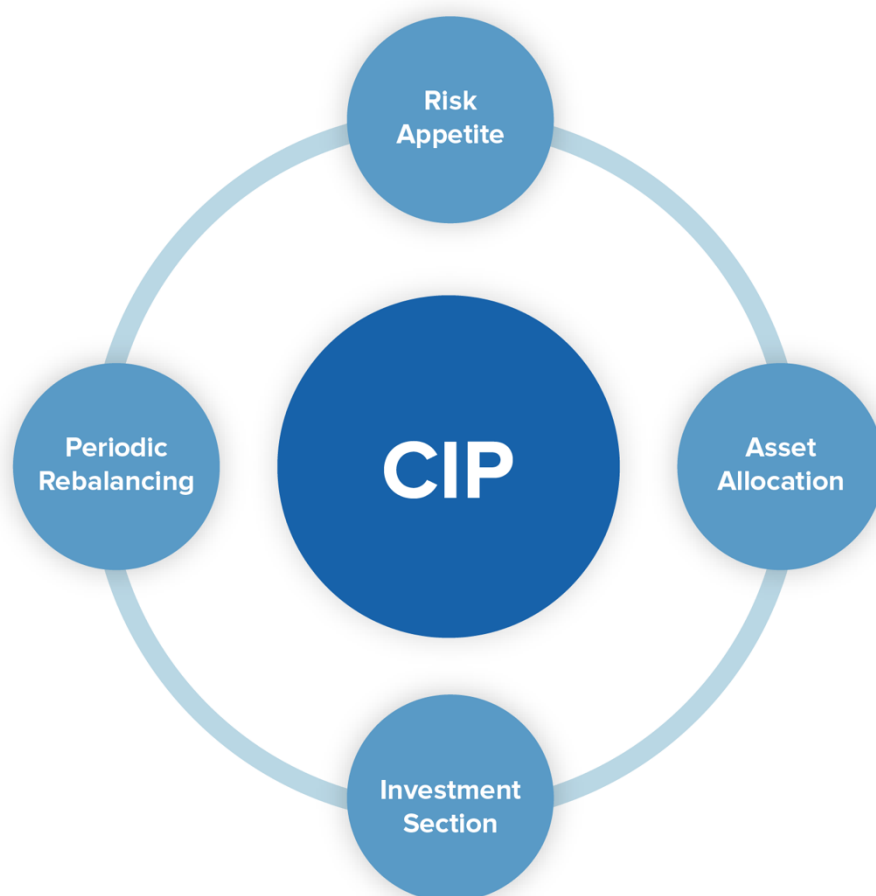 Risk
Appetite
Periodic
Rebalancing
CIP
Asset
Allocation
Investment
Section